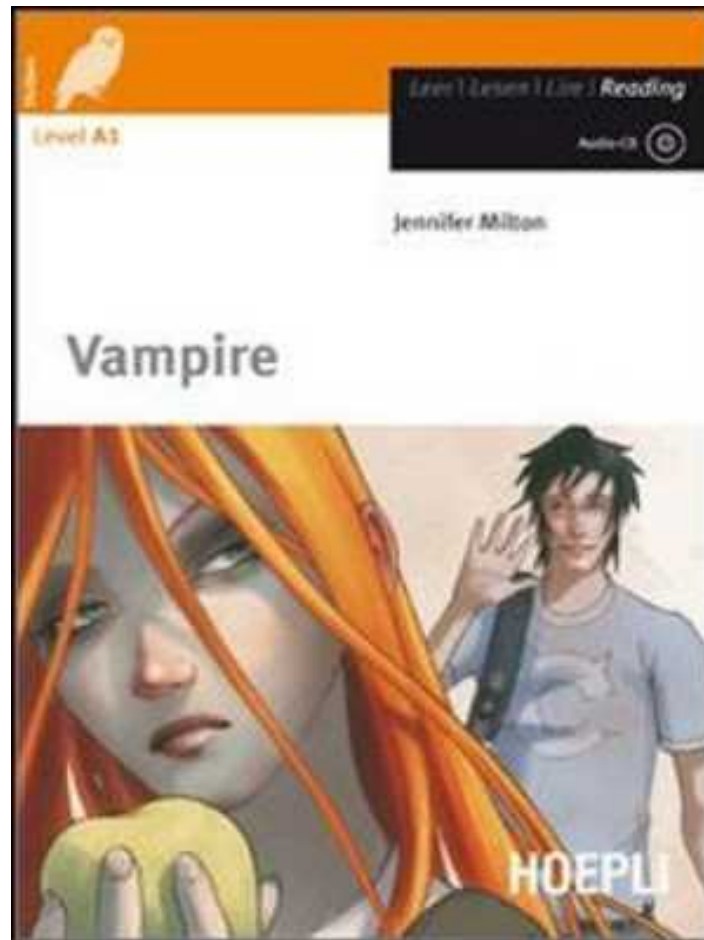 Level A1
Leer | Lesen | Lire | Reading
Audio-CD
Jennifer Milton
Vampire
HOEPLI